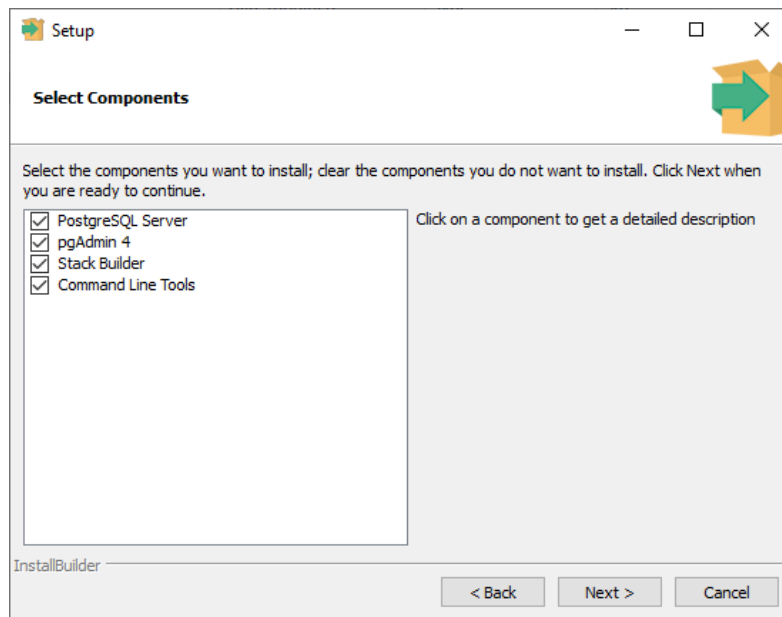 Setup
Select Components
Select the components you want to install; clear the components you do not want to install. Click Next when
you are ready to continue.
PostgreSQL Server
pgAdmin 4
Stack Builder
Command Line Tools
Click on a component to get a detailed description
InstallBuilder
< Back
Next >
Cancel